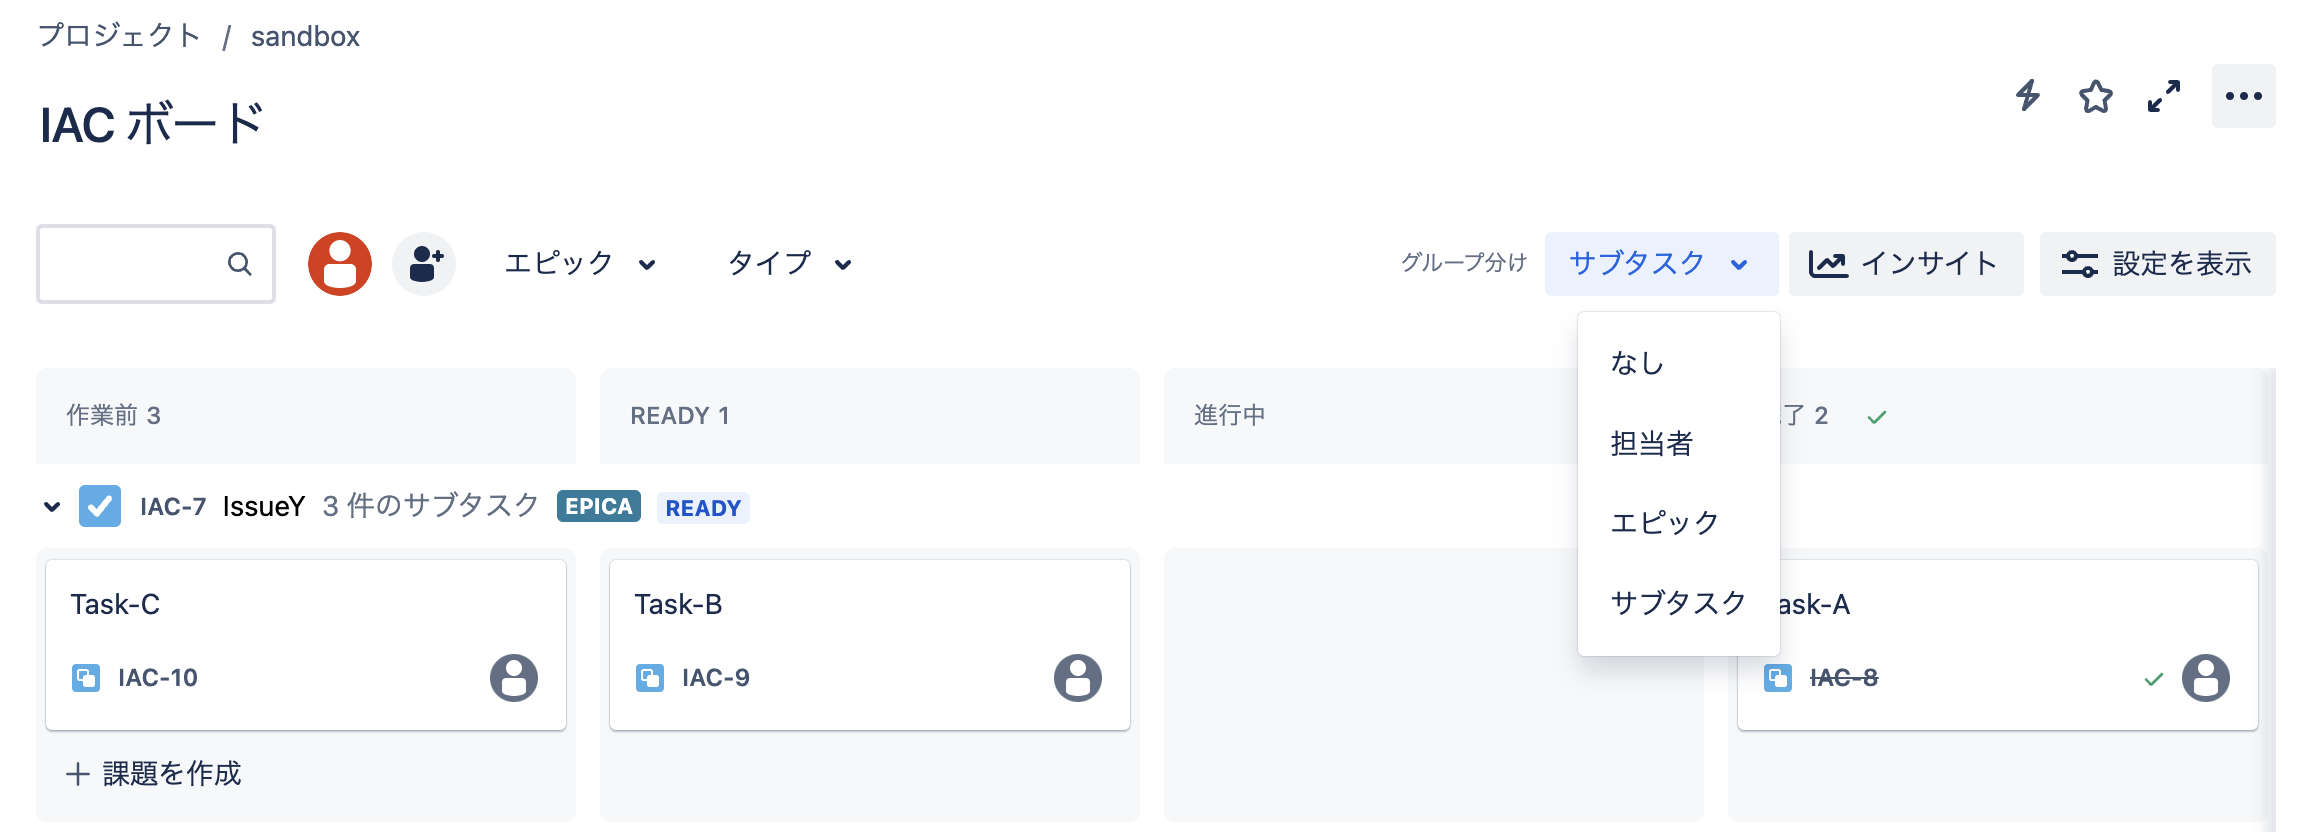 プロジェクト / sandbox
IAC ボード
エピック タイプ グループ分け サブタスク インサイト 設定を表示
なし
担当者
エピック
サブタスク
作業前 3 READY 1 進行中 了 2
IAC-7 IssueY 3 件のサブタスク EPICA READY
Task-C Task-B ask-A
IAC-10 IAC-9 IAC-8
+ 課題を作成